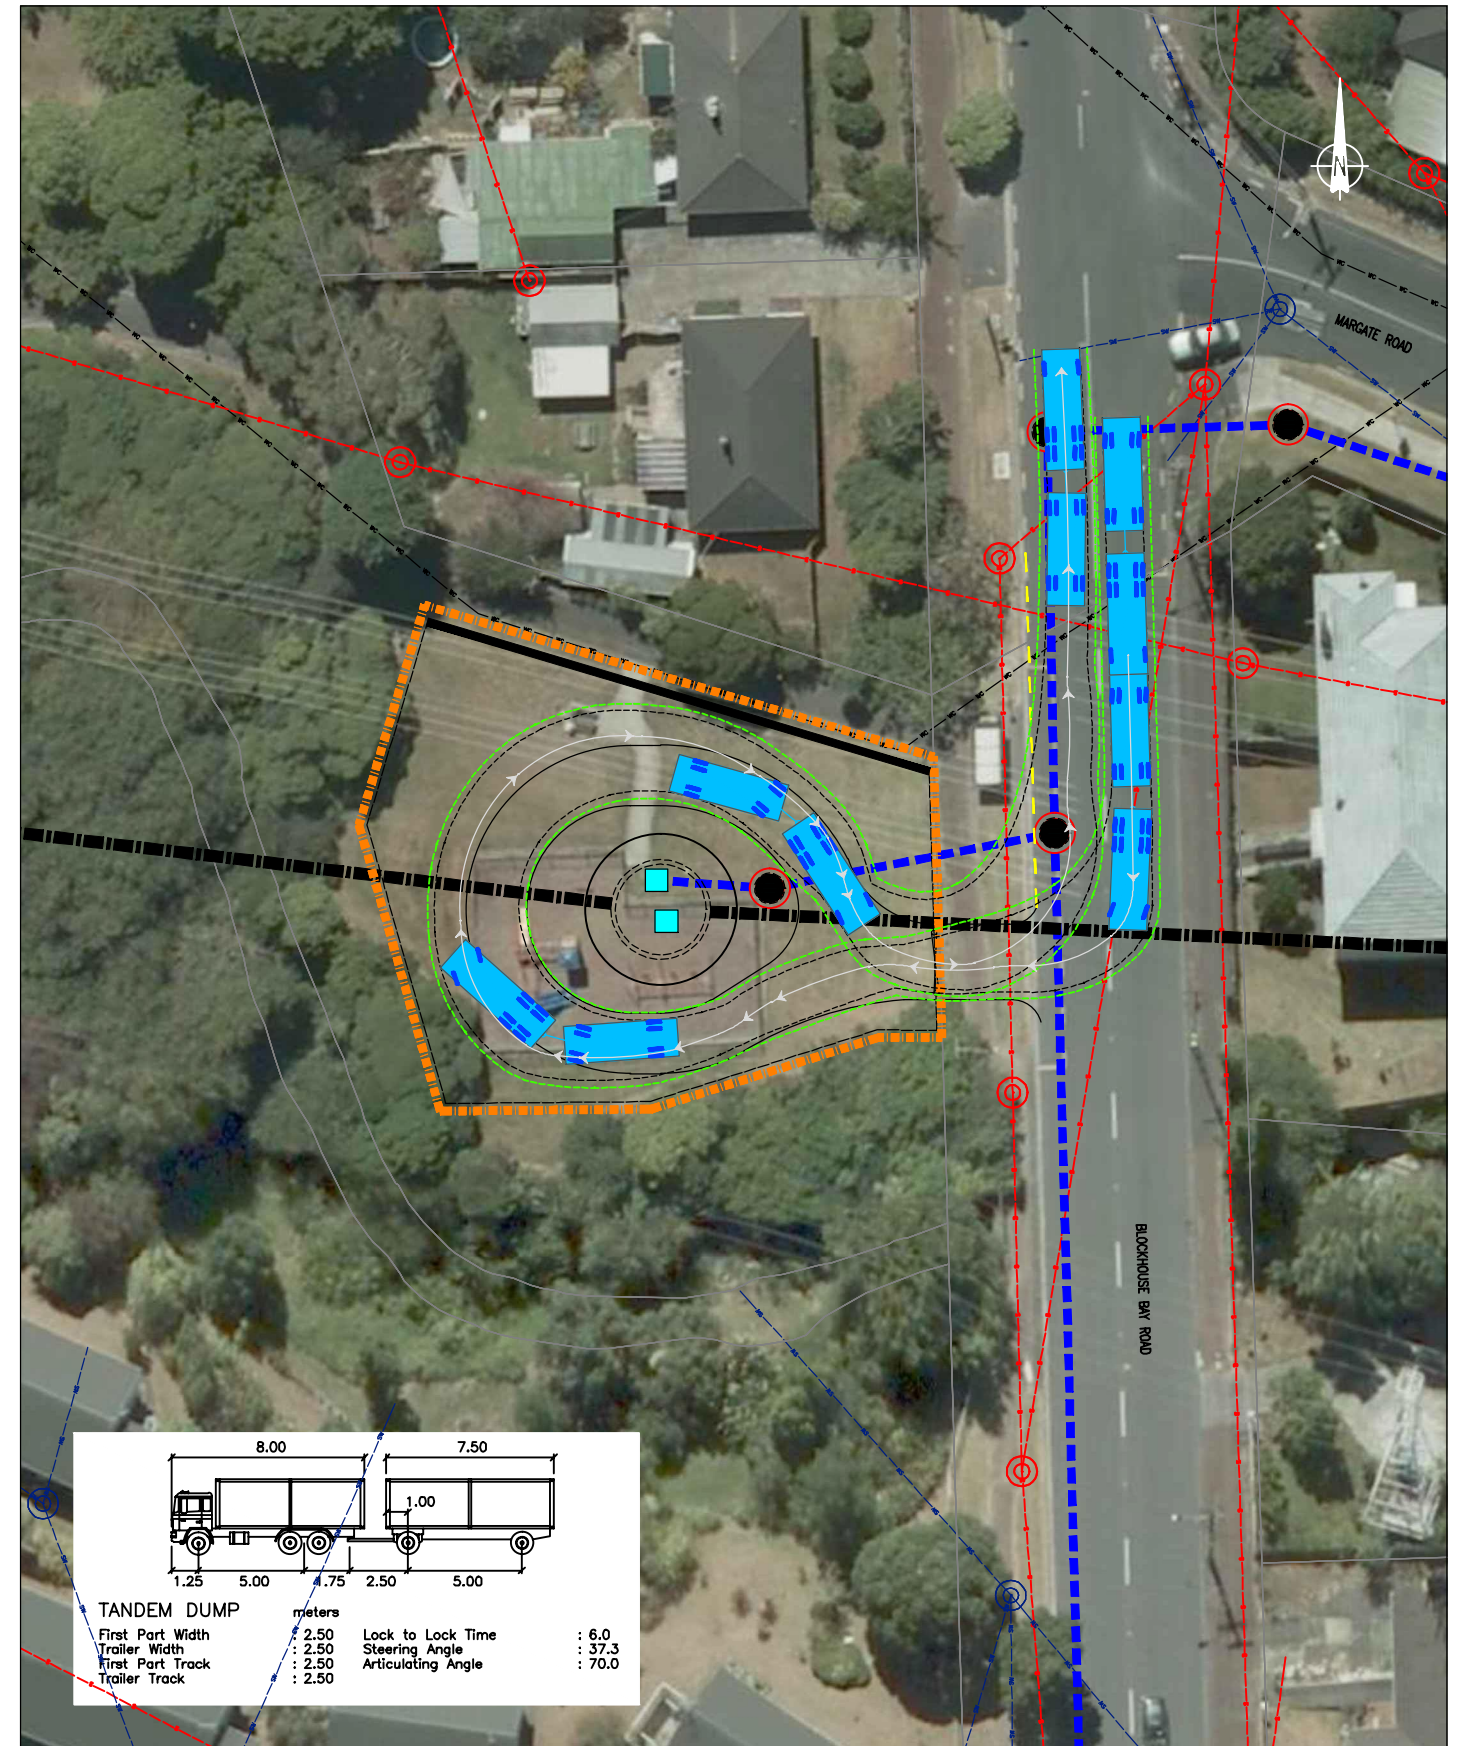 N
MARGATE ROAD
BLOCKHOUSE BAY ROAD
8.00 7.50
1.00
1.25 5.00 1.75 2.50 5.00
TANDEM DUMP
meters
First Part Width : 2.50 Lock to Lock Time : 6.0
Trailer Width : 2.50 Steering Angle : 37.3
First Part Track : 2.50 Articulating Angle : 70.0
Trailer Track : 2.50